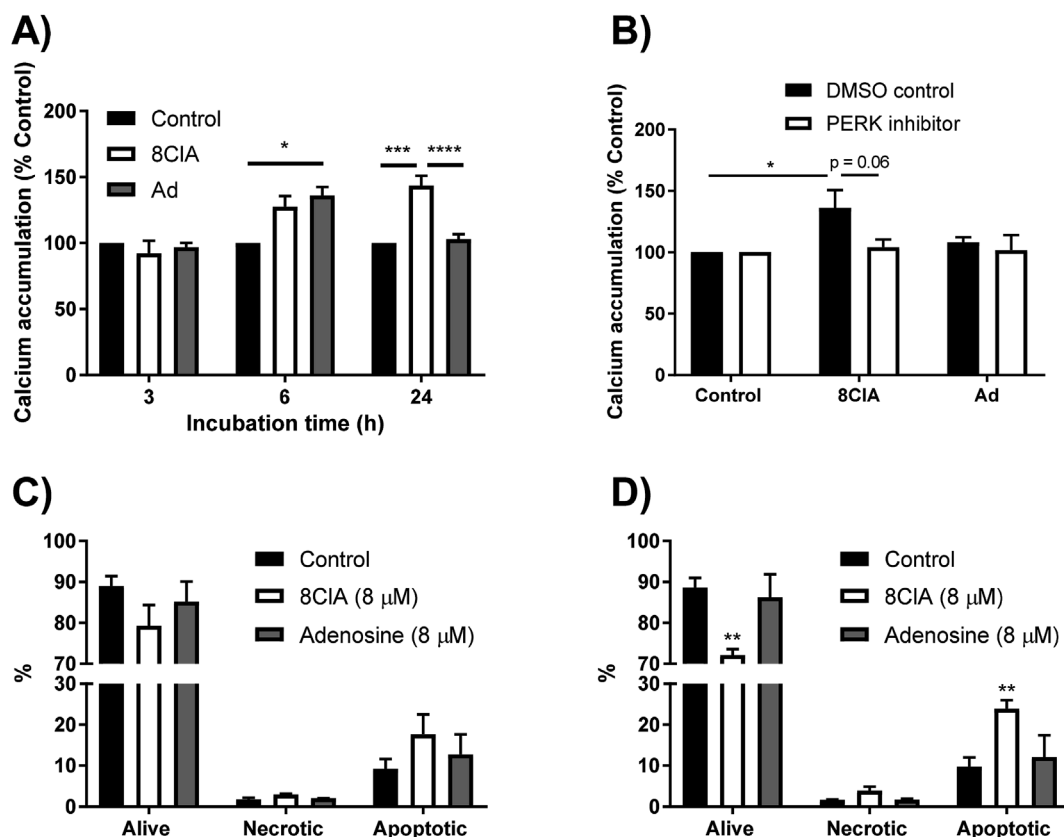 A)
Calcium accumulation (% Control)
200
150
100
50
0
Control
8ClA
Ad
*
***
****
3
6
24
Incubation time (h)
B)
Calcium accumulation (% Control)
200
150
100
50
0
DMSO control
PERK inhibitor
*
p = 0.06
Control
8ClA
Ad
C)
%
100
90
80
70
30
20
10
0
Control
8ClA (8 μM)
Adenosine (8 μM)
Alive
Necrotic
Apoptotic
D)
%
100
90
80
70
30
20
10
0
Control
8ClA (8 μM)
Adenosine (8 μM)
**
**
Alive
Necrotic
Apoptotic